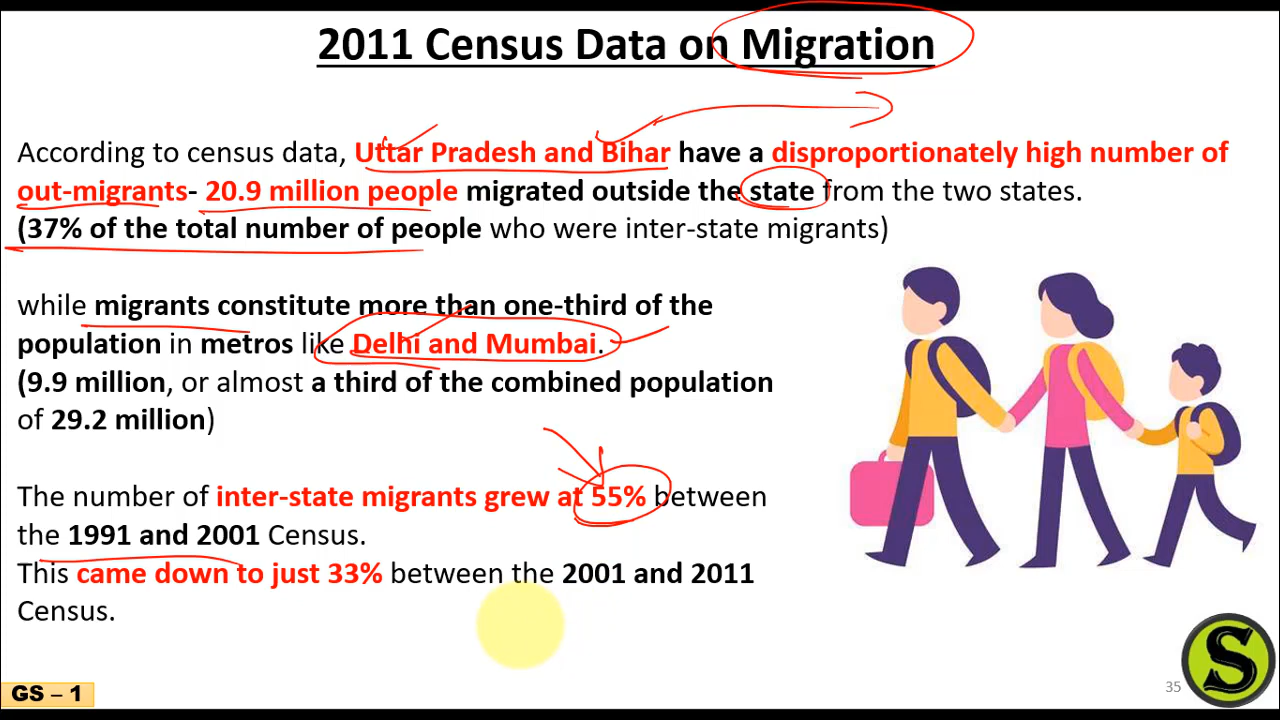 2011 Census Data on Migration
According to census data, Uttar Pradesh and Bihar have a disproportionately high number of
out-migrants- 20.9 million people migrated outside the state from the two states.
(37% of the total number of people who were inter-state migrants)
while migrants constitute more than one-third of the
population in metros like Delhi and Mumbai.
(9.9 million, or almost a third of the combined population
of 29.2 million)
The number of inter-state migrants grew at 55% between
the 1991 and 2001 Census.
This came down to just 33% between the 2001 and 2011
Census.
GS – 1
35
S